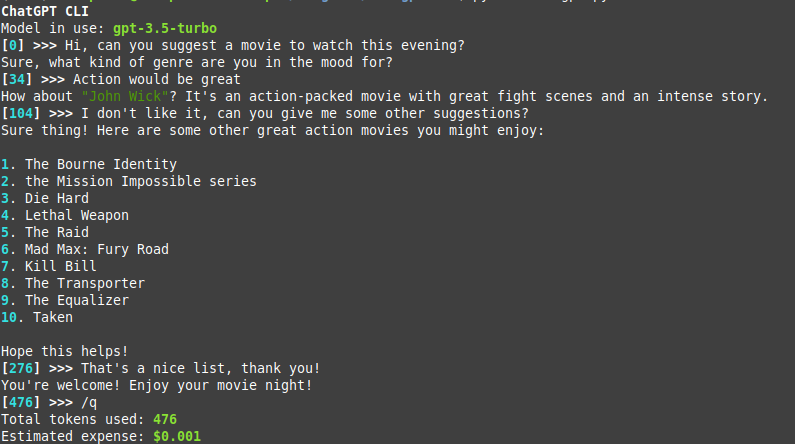 ChatGPT CLI
Model in use: gpt-3.5-turbo
[0] >>> Hi, can you suggest a movie to watch this evening?
Sure, what kind of genre are you in the mood for?
[34] >>> Action would be great
How about "John Wick"? It's an action-packed movie with great fight scenes and an intense story.
[104] >>> I don't like it, can you give me some other suggestions?
Sure thing! Here are some other great action movies you might enjoy:
1. The Bourne Identity
2. the Mission Impossible series
3. Die Hard
4. Lethal Weapon
5. The Raid
6. Mad Max: Fury Road
7. Kill Bill
8. The Transporter
9. The Equalizer
10. Taken
Hope this helps!
[276] >>> That's a nice list, thank you!
You're welcome! Enjoy your movie night!
[476] >>> /q
Total tokens used: 476
Estimated expense: $0.001